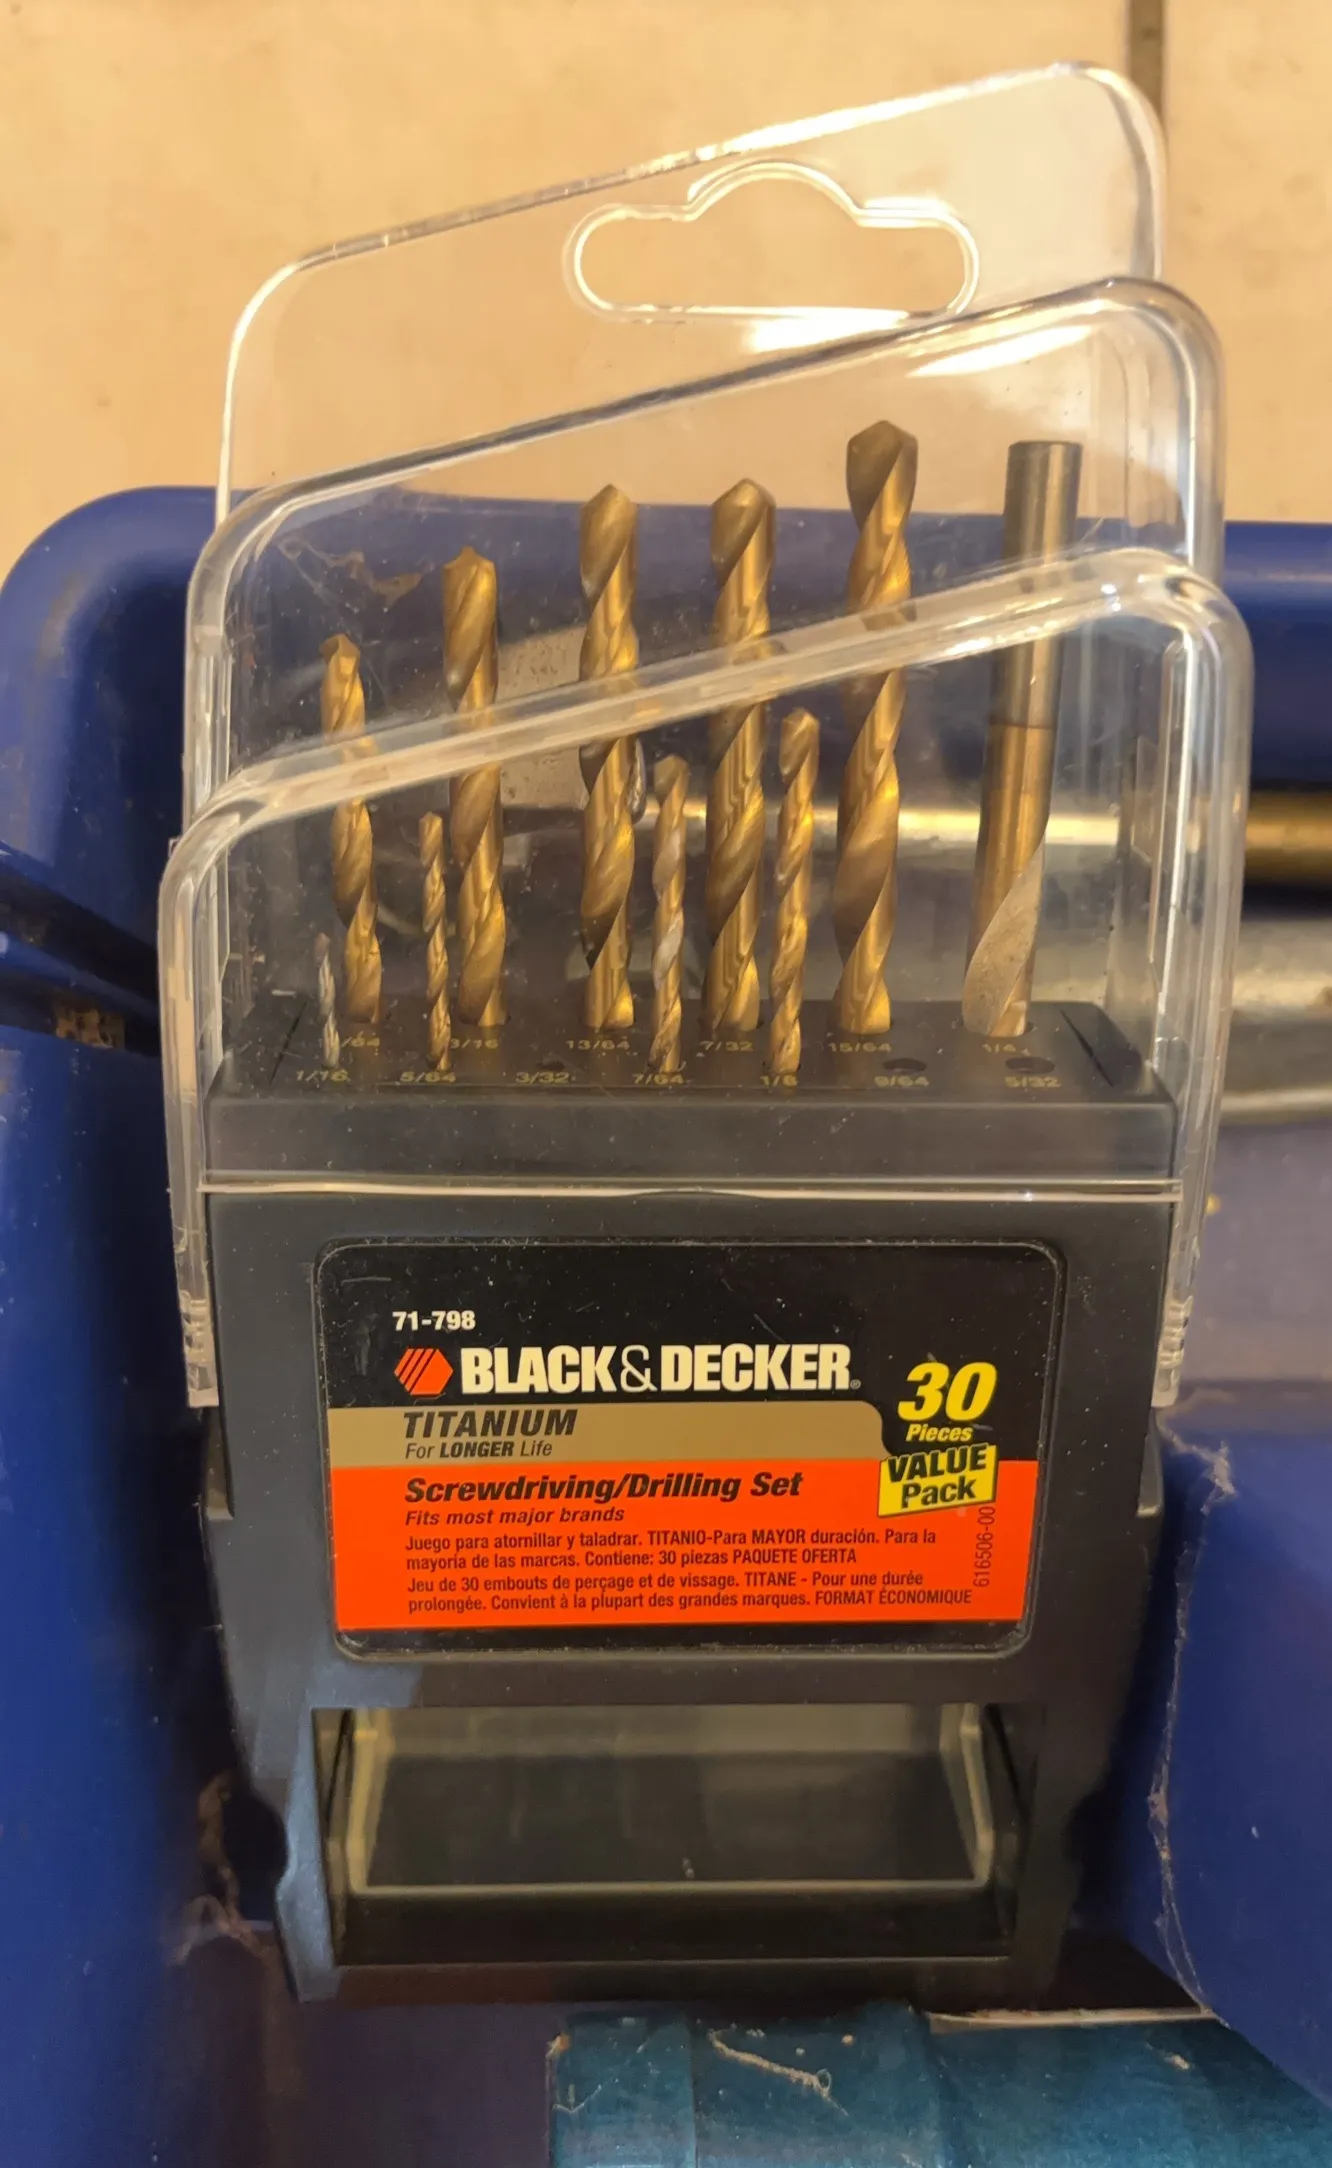 13/64
7/32
15/64
1/4
1/16
5/64
3/32
7/64
1/8
9/64
5/32
71-798
BLACK&DECKER®
30
Pieces
VALUE
Pack
TITANIUM
For LONGER Life
Screwdriving/Drilling Set
Fits most major brands
Juego para atornillar y taladrar. TITANIO-Para MAYOR duración. Para la
mayoría de las marcas. Contiene: 30 piezas PAQUETE OFERTA
Jeu de 30 embouts de perçage et de vissage. TITANE - Pour une durée
prolongée. Convient à la plupart des grandes marques. FORMAT ÉCONOMIQUE
616506-00